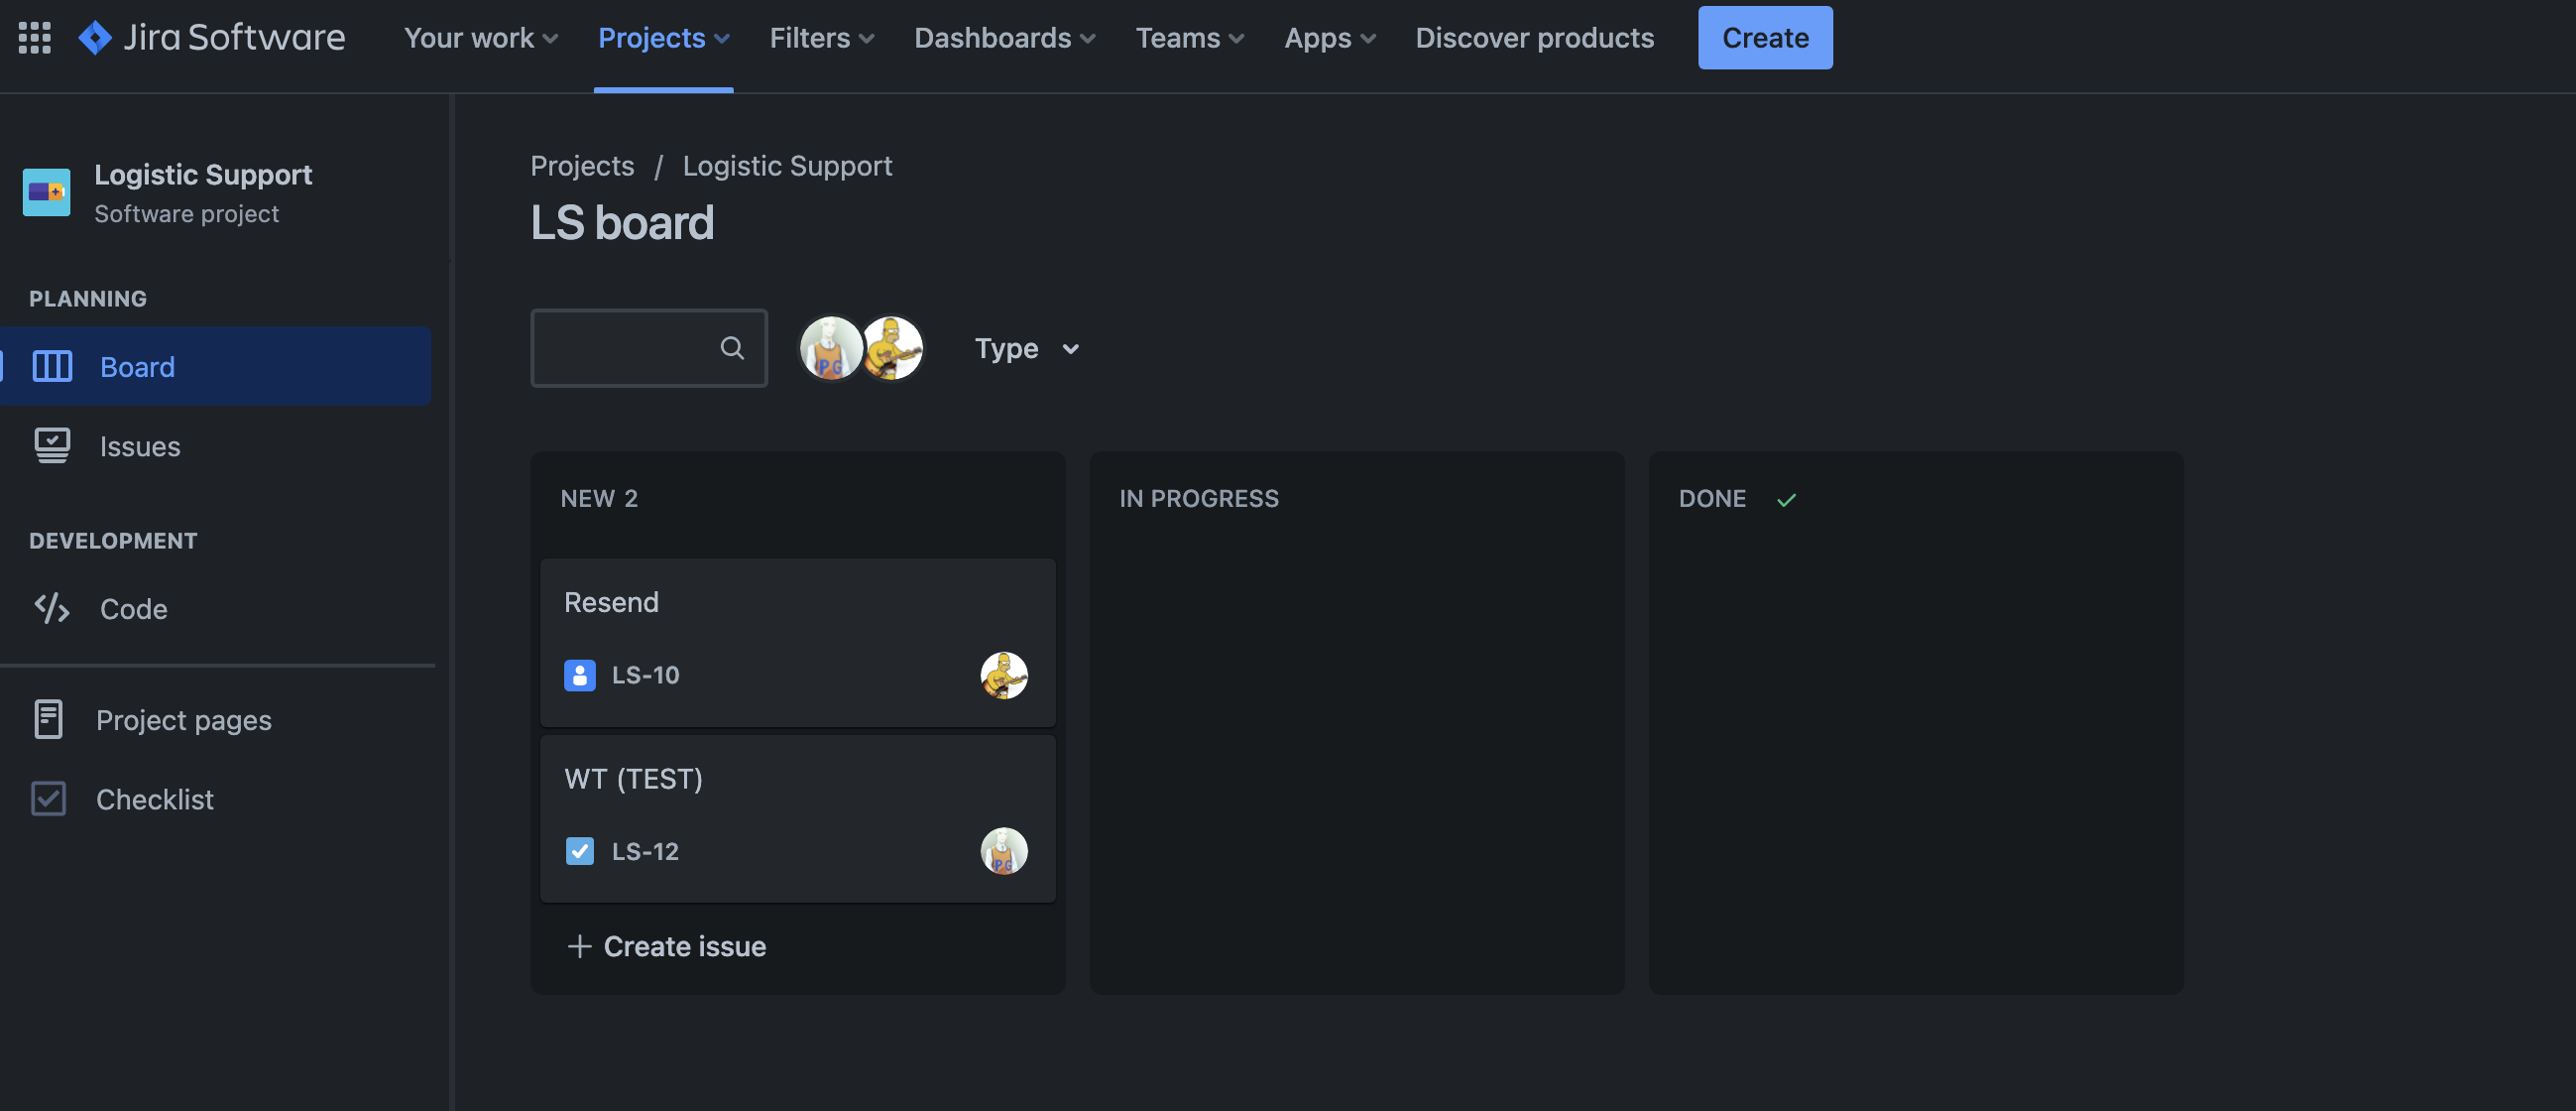 Jira Software
Your work
Projects
Filters
Dashboards
Teams
Apps
Discover products
Create
Logistic Support
Software project
PLANNING
Board
Issues
DEVELOPMENT
Code
Project pages
Checklist
Projects / Logistic Support
LS board
PG
Type
NEW 2
Resend
LS-10
WT (TEST)
LS-12
PG
Create issue
IN PROGRESS
DONE